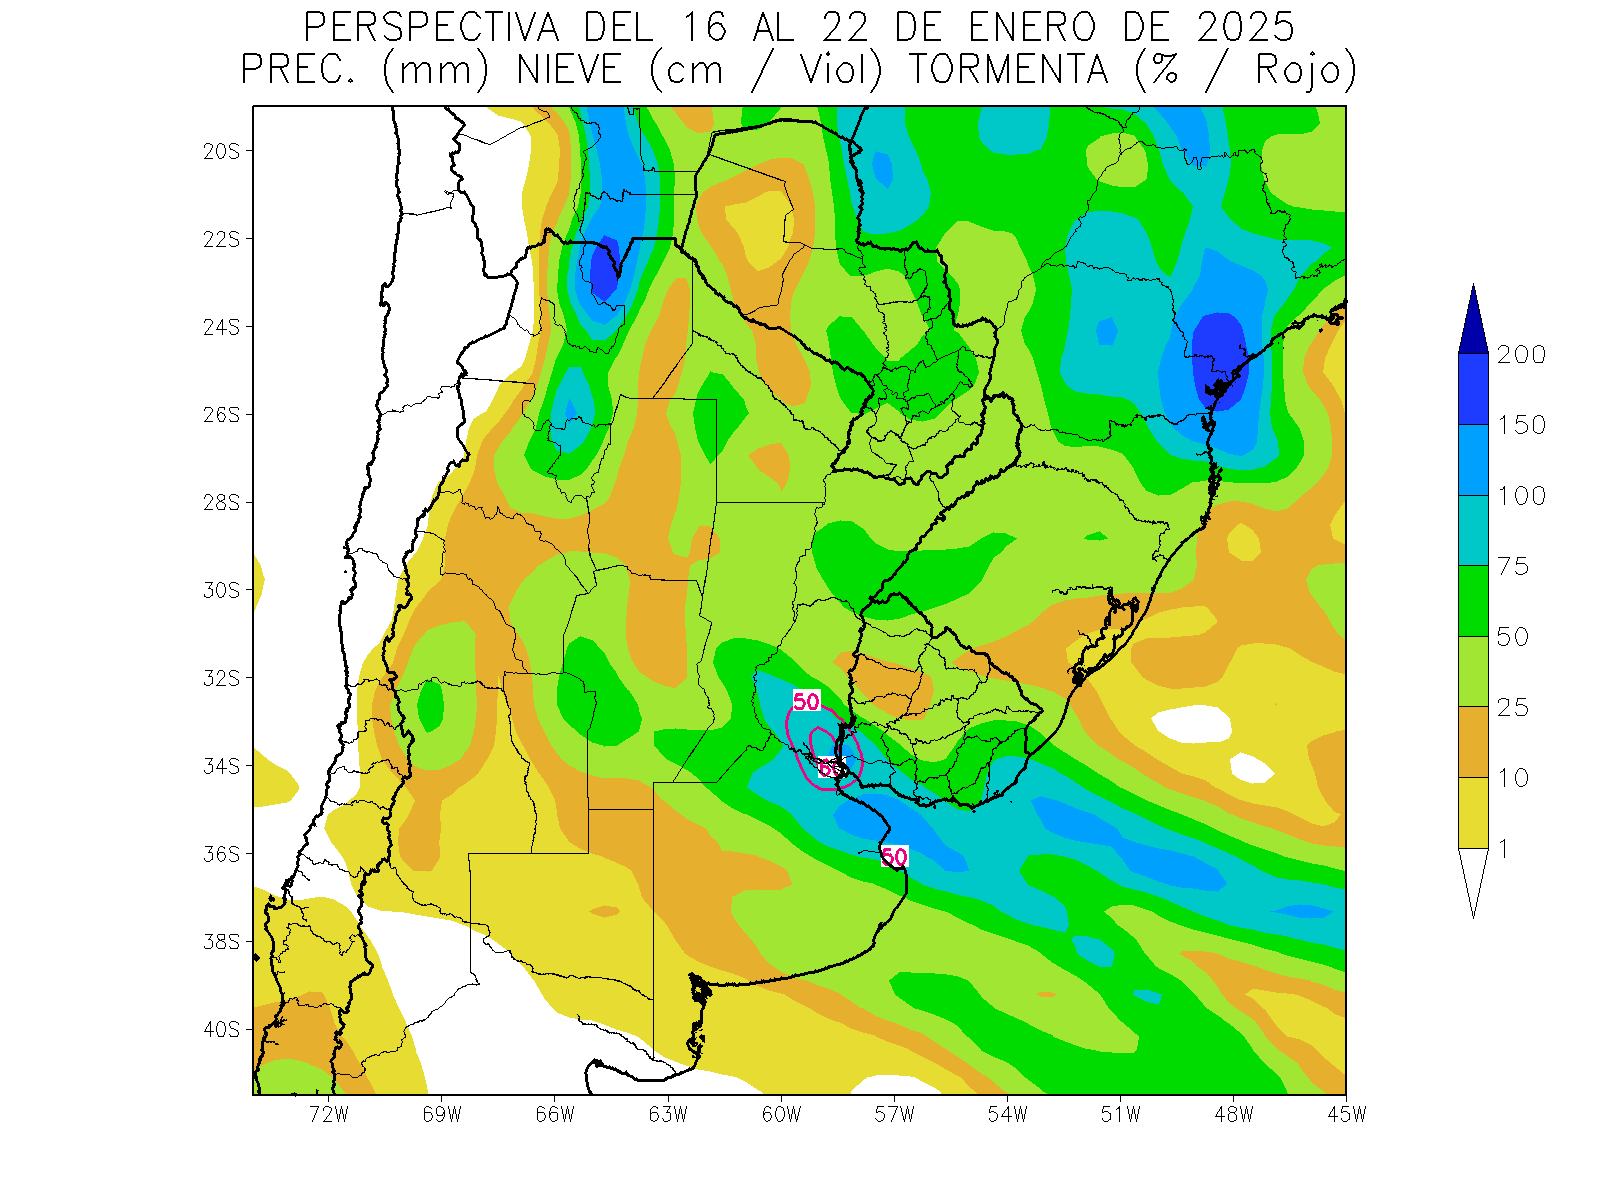 PERSPECTIVA DEL 16 AL 22 DE ENERO DE 2025
PREC. (mm) NIEVE (cm / Viol) TORMENTA (% / Rojo)
20S
22S
24S
26S
28S
30S
32S
34S
36S
38S
40S
72W
69W
66W
63W
60W
57W
54W
51W
48W
45W
50
60
50
200
150
100
75
50
25
10
1